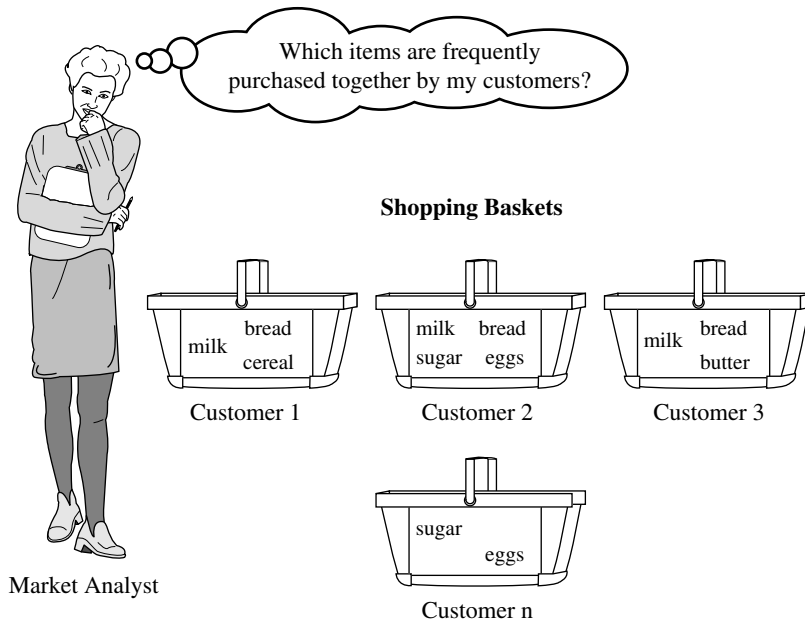 Which items are frequently
purchased together by my customers?
Shopping Baskets
milk
bread
cereal
Customer 1
milk bread
sugar eggs
Customer 2
milk
bread
butter
Customer 3
sugar
eggs
Customer n
Market Analyst